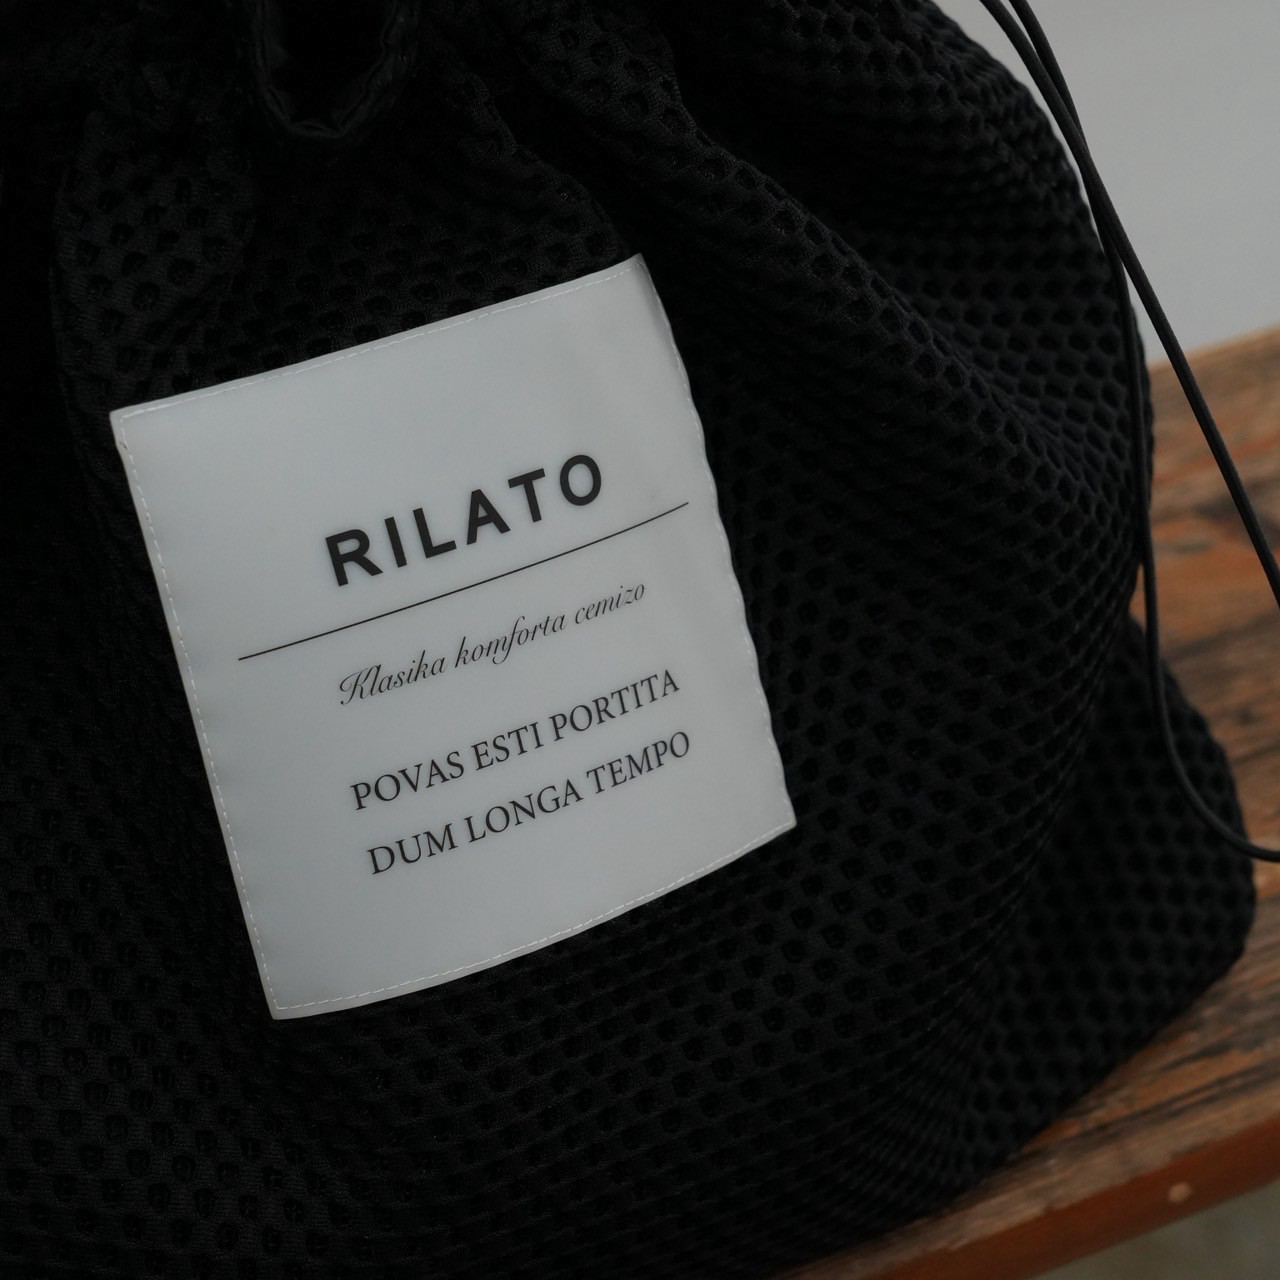 RILATO
Klasika komforta cemizo
POVAS ESTI PORTITA
DUM LONGA TEMPO